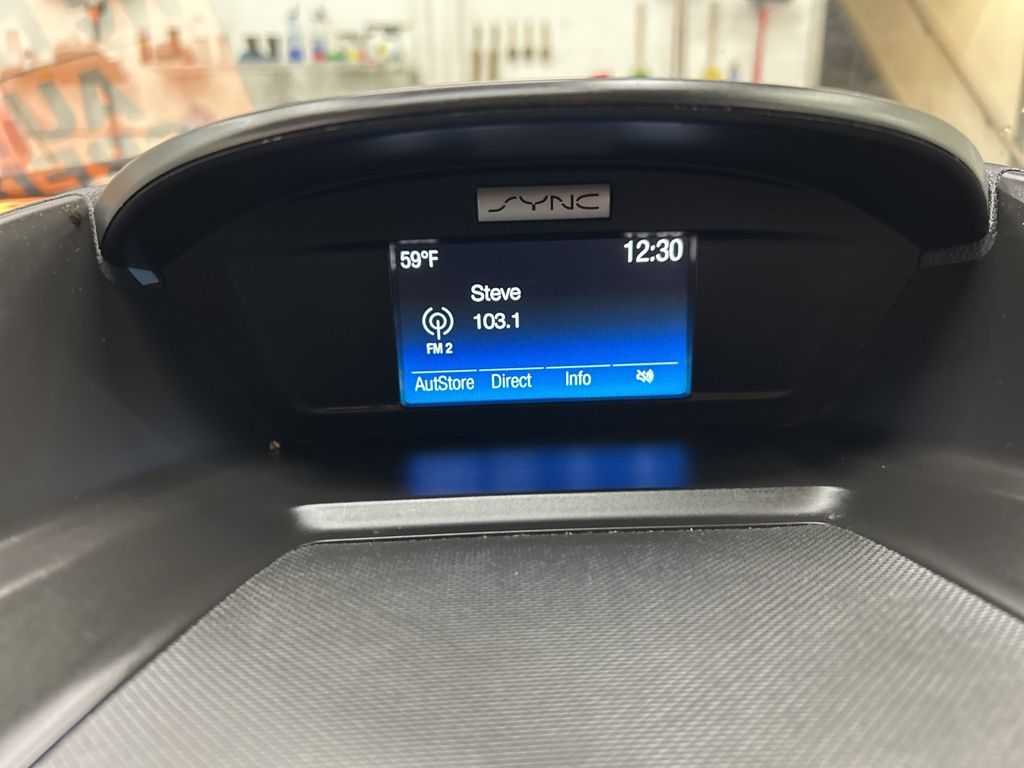 SYNC
59°F 12:30
Steve
103.1
FM 2
AutStore Direct Info